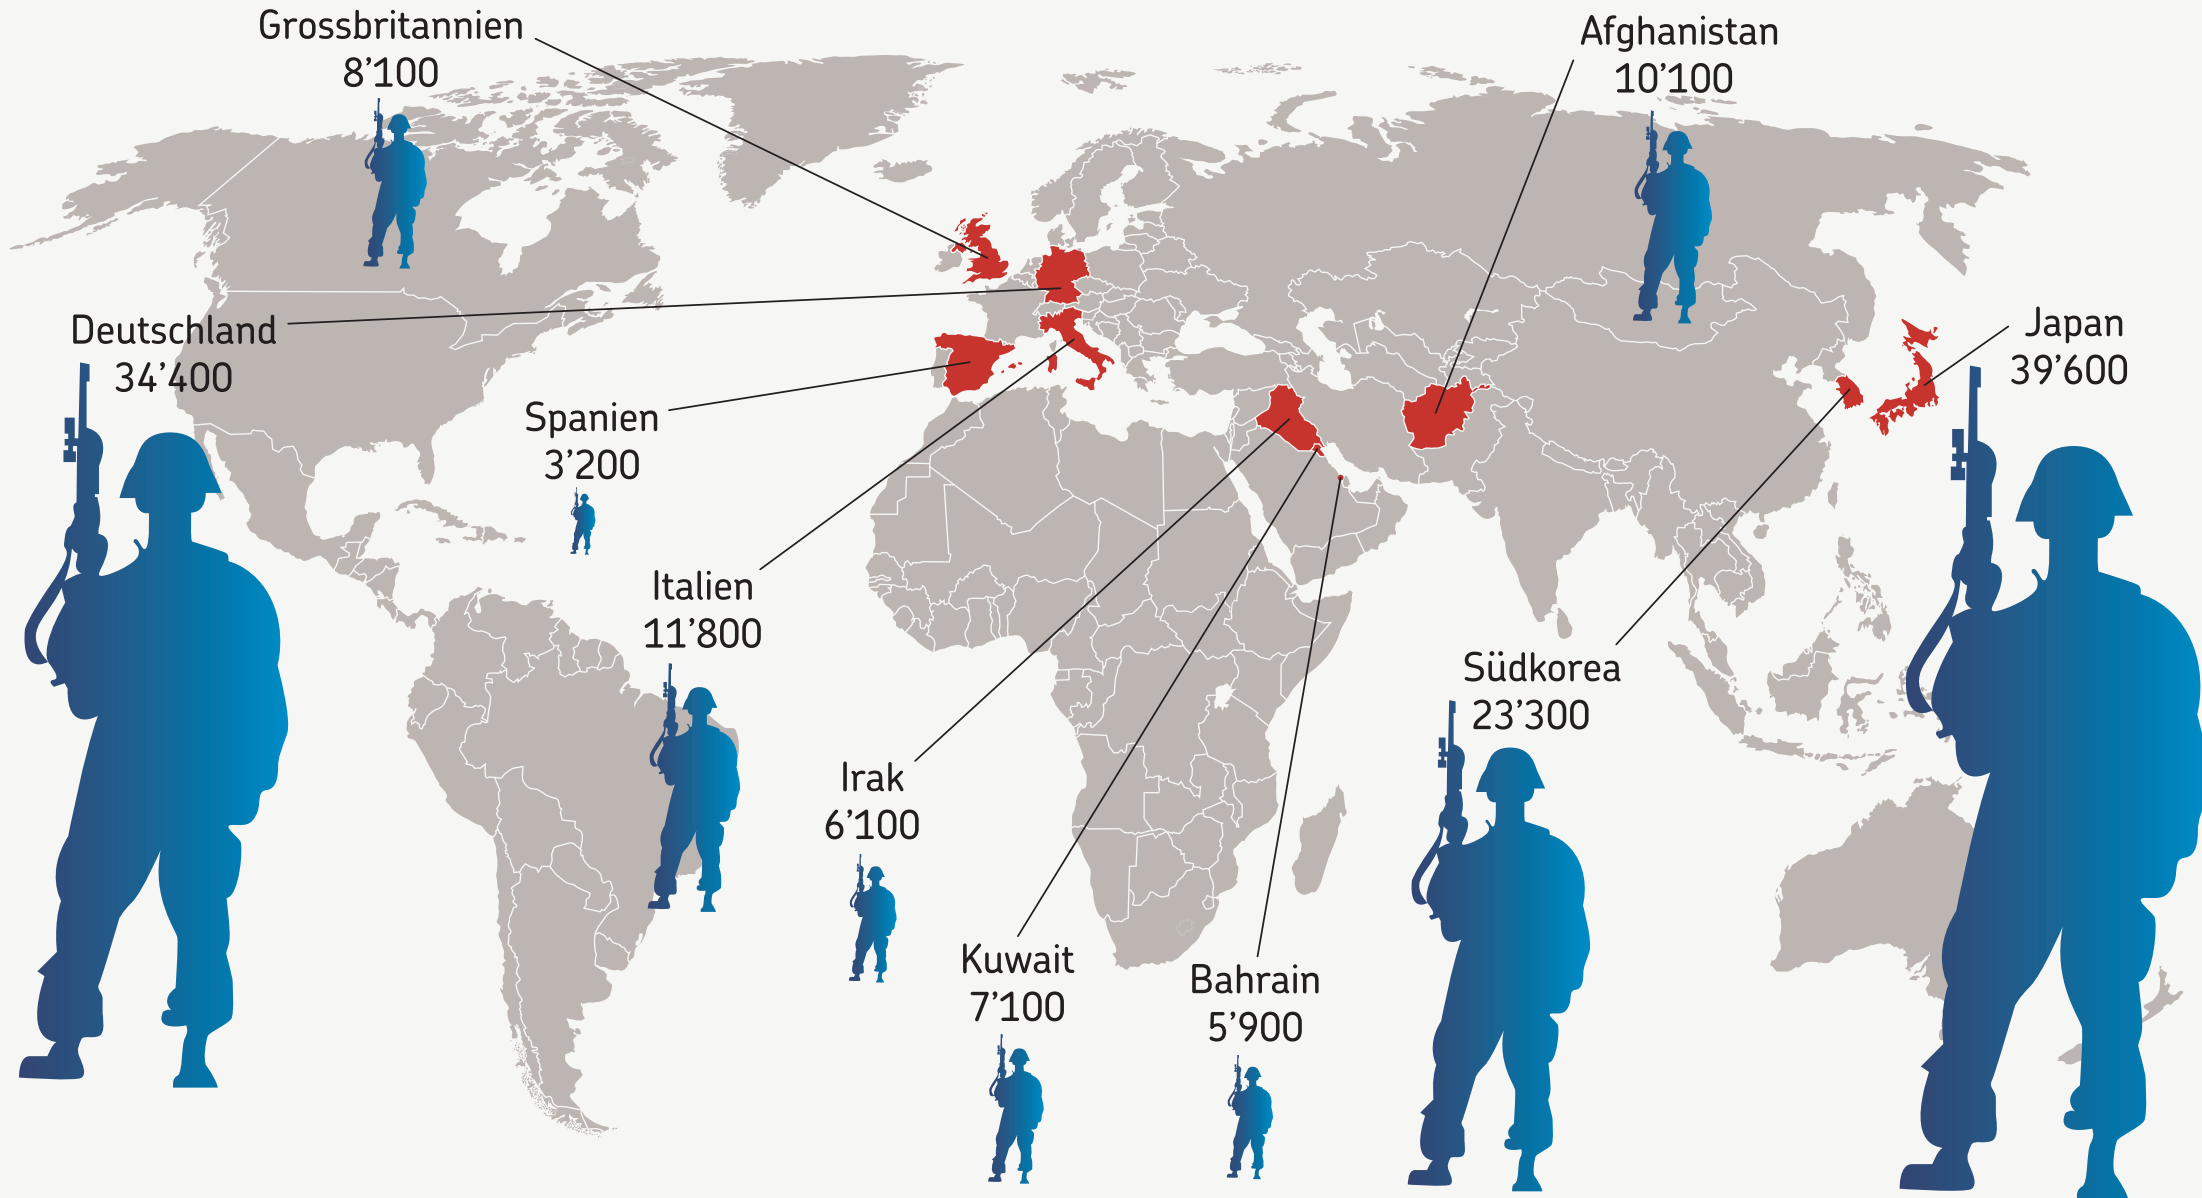 Grossbritannien
8’100
Afghanistan
10’100
Deutschland
34’400
Japan
39’600
Spanien
3’200
Italien
11’800
Südkorea
23’300
Irak
6’100
Kuwait
7’100
Bahrain
5’900